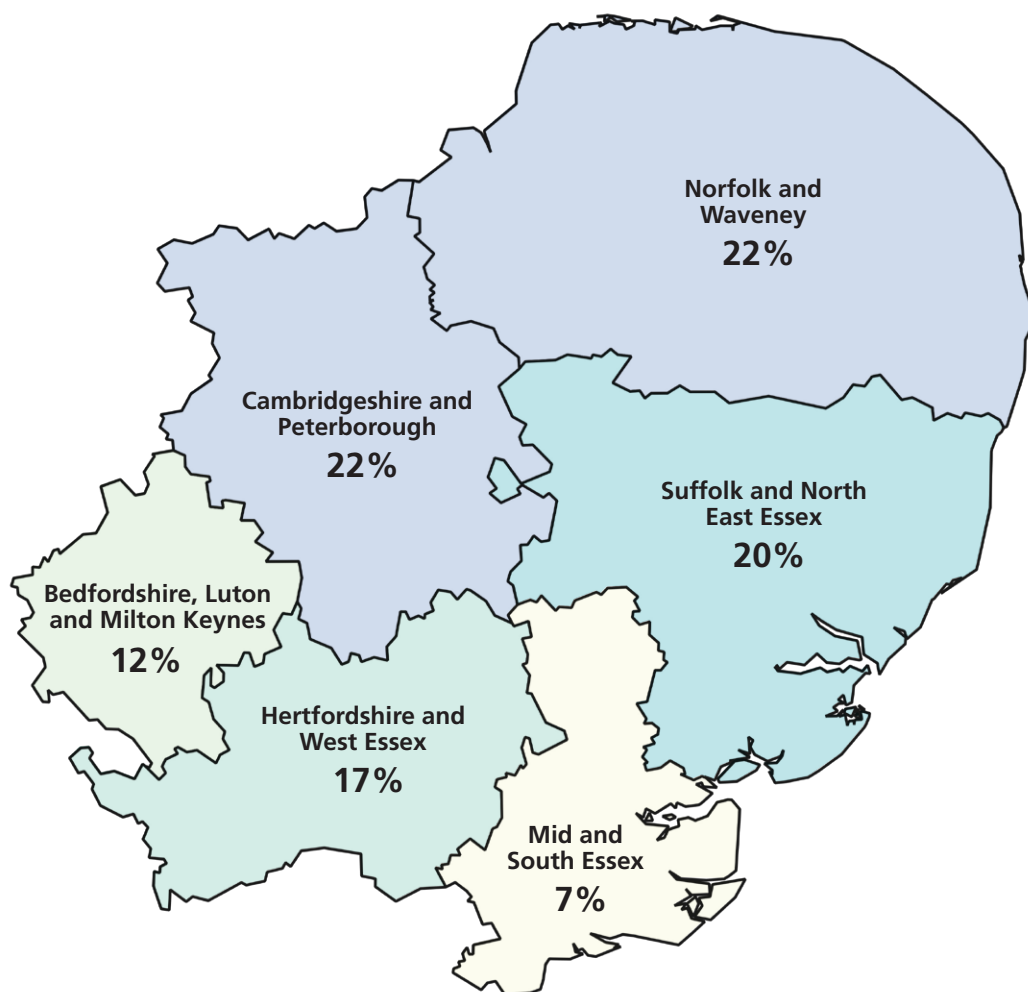 Norfolk and
Waveney
22%
Cambridgeshire and
Peterborough
22%
Suffolk and North
East Essex
20%
Bedfordshire, Luton
and Milton Keynes
12%
Hertfordshire and
West Essex
17%
Mid and
South Essex
7%